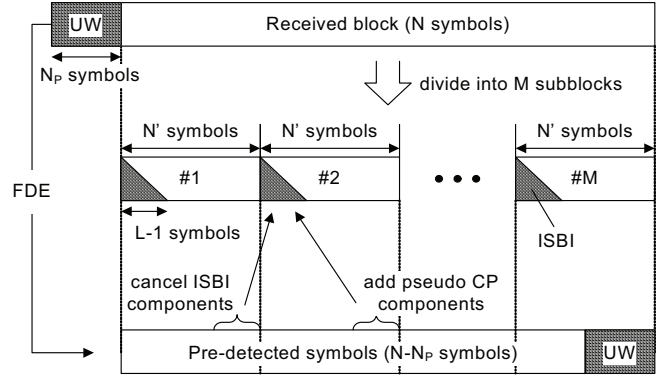 UW
Received block (N symbols)
NP symbols
divide into M subblocks
N' symbols
N' symbols
N' symbols
FDE
#1
#2
• • •
#M
L-1 symbols
ISBI
cancel ISBI
components
add pseudo CP
components
Pre-detected symbols (N-NP symbols)
UW